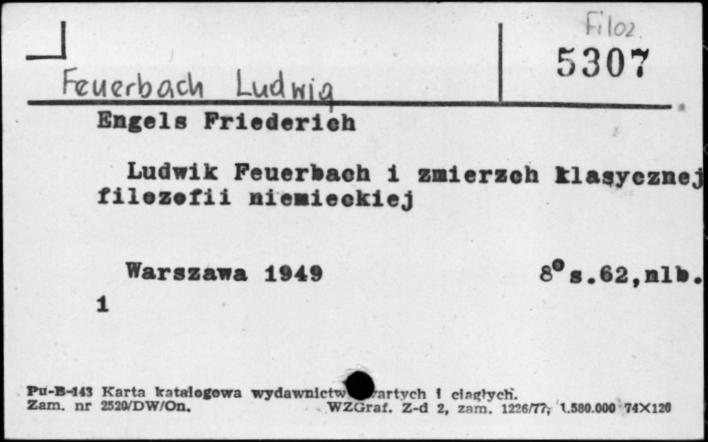 Filoz.
5307
Feuerbach Ludwig
Engels Friederich
Ludwik Feuerbach i zmierzch klasycznej
filozofii niemieckiej
Warszawa 1949 8° s.62,nlb.
1
Pu-B-143 Karta katalogowa wydawnictw wartych i ciągłych.
Zam. nr 2520/DW/On. WZGraf. Z-d 2, zam. 1226/77, 1.580.000 74X120